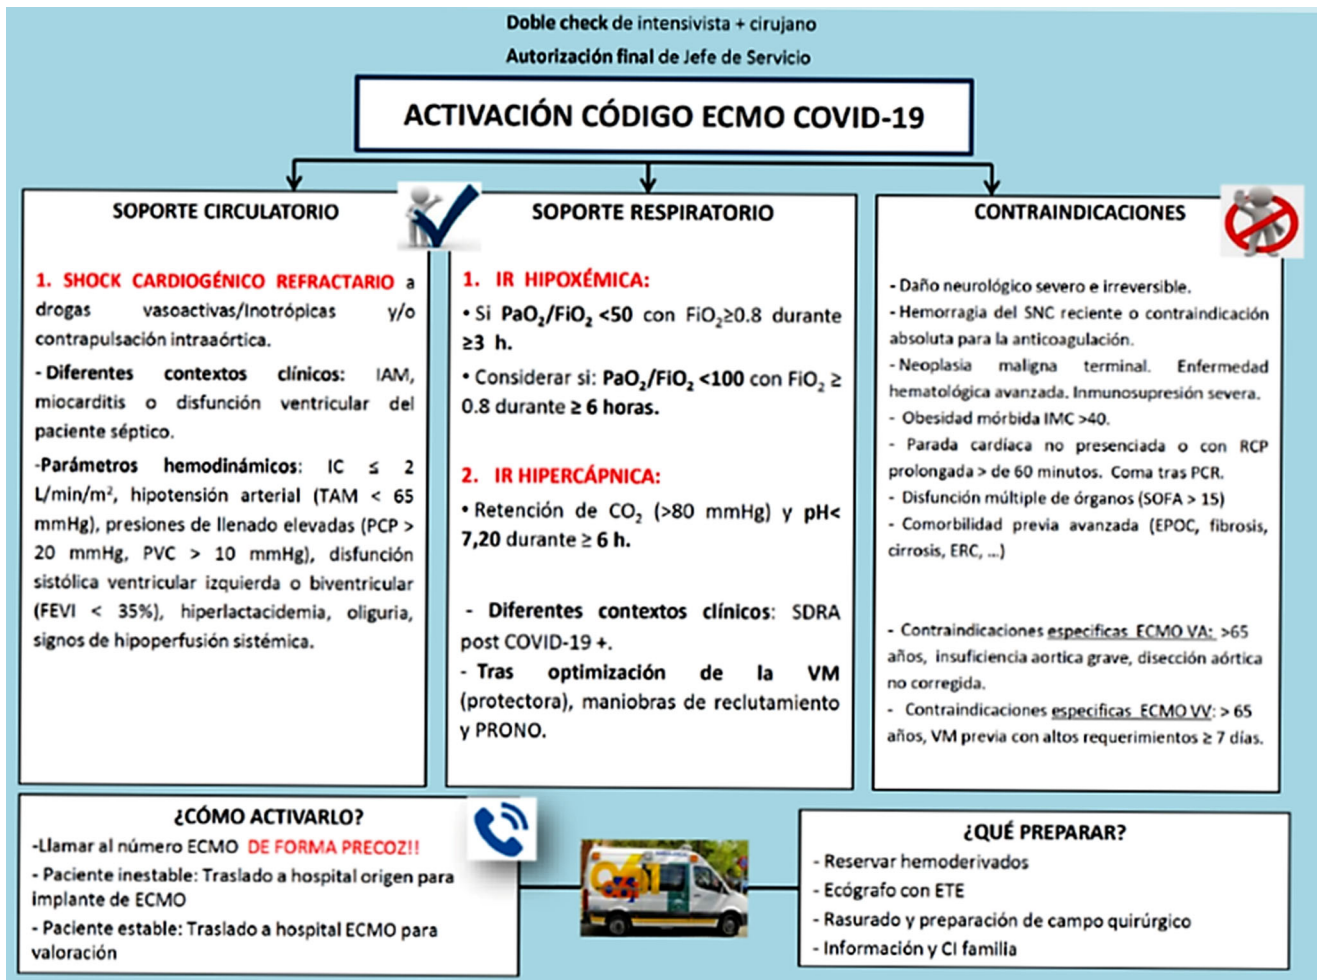 Doble check de intensivista + cirujano
Autorización final de Jefe de Servicio
ACTIVACIÓN CÓDIGO ECMO COVID-19
SOPORTE CIRCULATORIO
1. SHOCK CARDIOGÉNICO REFRACTARIO a
drogas vasoactivas/Inotrópicas y/o
contrapulsación intraaórtica.
- Diferentes contextos clínicos: IAM,
miocarditis o disfunción ventricular del
paciente séptico.
-Parámetros hemodinámicos: IC ≤ 2
L/min/m², hipotensión arterial (TAM < 65
mmHg), presiones de llenado elevadas (PCP >
20 mmHg, PVC > 10 mmHg), disfunción
sistólica ventricular izquierda o biventricular
(FEVI < 35%), hiperlactacidemia, oliguria,
signos de hipoperfusión sistémica.
SOPORTE RESPIRATORIO
1. IR HIPOXÉMICA:
• Si PaO₂/FiO₂ <50 con FiO₂≥0.8 durante
≥3 h.
• Considerar si: PaO₂/FiO₂ <100 con FiO₂ ≥
0.8 durante ≥ 6 horas.
2. IR HIPERCÁPNICA:
• Retención de CO₂ (>80 mmHg) y pH<
7,20 durante ≥ 6 h.
- Diferentes contextos clínicos: SDRA
post COVID-19 +.
- Tras optimización de la VM
(protectora), maniobras de reclutamiento
y PRONO.
CONTRAINDICACIONES
- Daño neurológico severo e irreversible.
- Hemorragia del SNC reciente o contraindicación
absoluta para la anticoagulación.
- Neoplasia maligna terminal. Enfermedad
hematológica avanzada. Inmunosupresión severa.
- Obesidad mórbida IMC >40.
- Parada cardíaca no presenciada o con RCP
prolongada > de 60 minutos. Coma tras PCR.
- Disfunción múltiple de órganos (SOFA > 15)
- Comorbilidad previa avanzada (EPOC, fibrosis,
cirrosis, ERC, ...)
- Contraindicaciones especificas ECMO VA: >65
años, insuficiencia aortica grave, disección aórtica
no corregida.
- Contraindicaciones especificas ECMO VV: > 65
años, VM previa con altos requerimientos ≥ 7 días.
¿CÓMO ACTIVARLO?
-Llamar al número ECMO DE FORMA PRECOZ!!
- Paciente inestable: Traslado a hospital origen para
implante de ECMO
- Paciente estable: Traslado a hospital ECMO para
valoración
061
¿QUÉ PREPARAR?
- Reservar hemoderivados
- Ecógrafo con ETE
- Rasurado y preparación de campo quirúrgico
- Información y CI familia